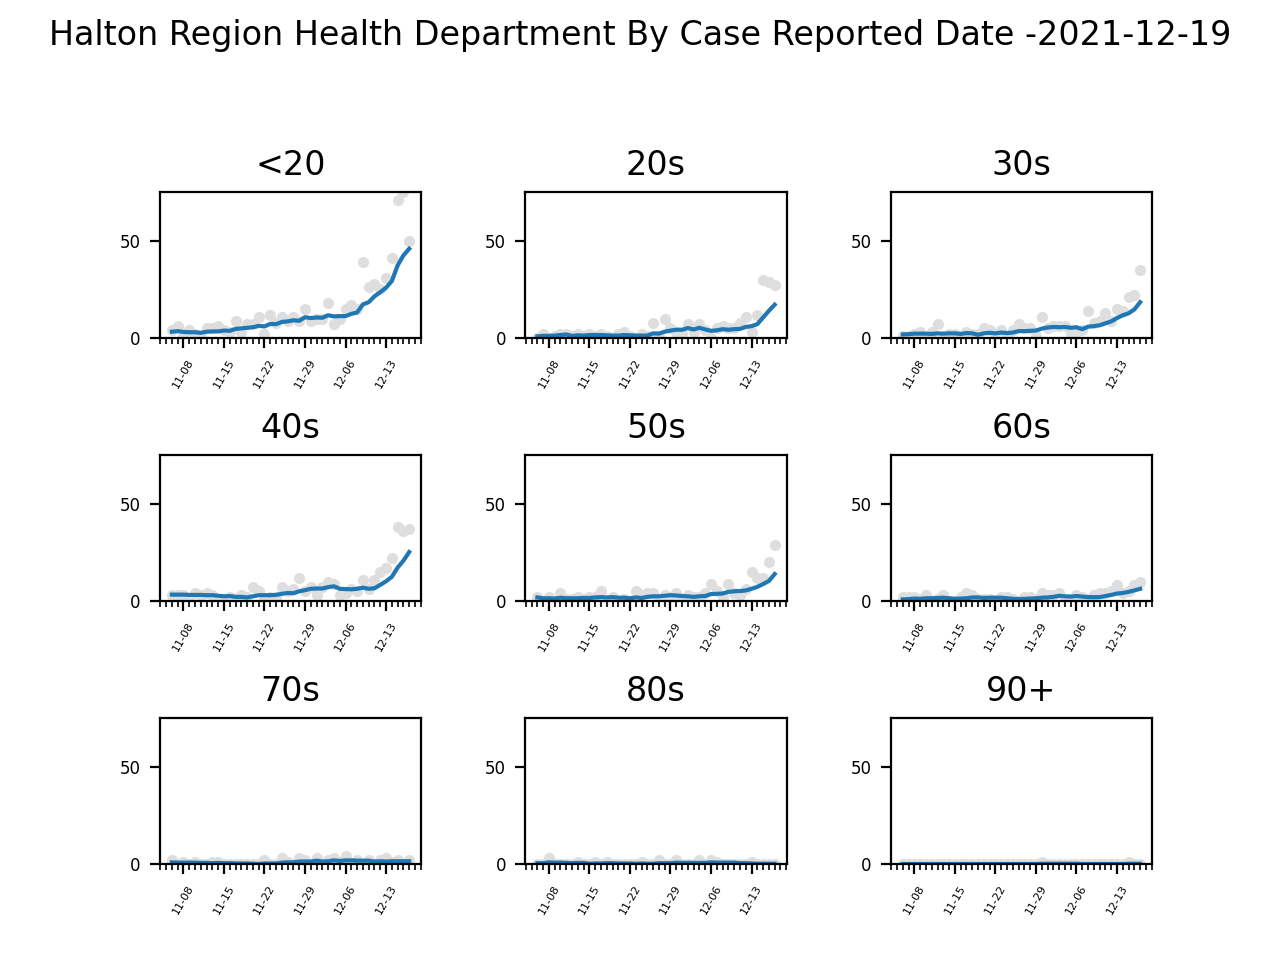 Halton Region Health Department By Case Reported Date -2021-12-19
<20 20s 30s
50 50 50
0 0 0
11-08 11-15 11-22 11-29 12-06 12-13 11-08 11-15 11-22 11-29 12-06 12-13 11-08 11-15 11-22 11-29 12-06 12-13
40s 50s 60s
50 50 50
0 0 0
11-08 11-15 11-22 11-29 12-06 12-13 11-08 11-15 11-22 11-29 12-06 12-13 11-08 11-15 11-22 11-29 12-06 12-13
70s 80s 90+
50 50 50
0 0 0
11-08 11-15 11-22 11-29 12-06 12-13 11-08 11-15 11-22 11-29 12-06 12-13 11-08 11-15 11-22 11-29 12-06 12-13